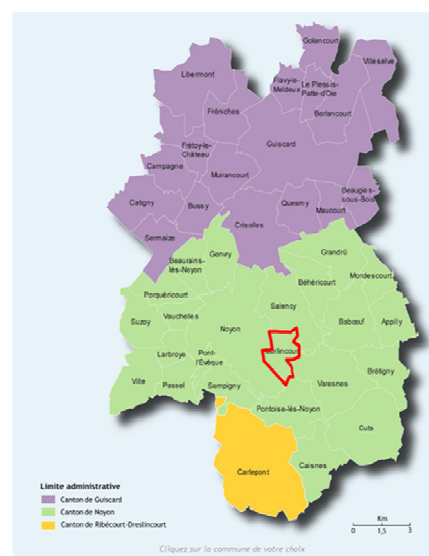 Golancourt
Villeselve
Libermont
Flavy-le-
Meldeux
Le Plessis-
Patte-d'Oie
Berlancourt
Fréniches
Guiscard
Frétoy-le-
Château
Campagne
Muirancourt
Beaugies-
sous-Bois
Catigny
Bussy
Quesmy
Maucourt
Crisolles
Sermaize
Genvry
Grandrû
Beaurains-
lès-Noyon
Mondescourt
Béhéricourt
Porquéricourt
Salency
Suzoy
Vauchelles
Noyon
Babœuf
Appilly
Larbroye
Pont-
l'Évêque
Brétigny
Ville
Passel
Sempigny
Varesnes
Pontoise-lès-Noyon
Cuts
Carlepont
Caisnes
Limite administrative
Canton de Guiscard
Canton de Noyon
Canton de Ribécourt-Dreslincourt
Km
0 1,5 3
Cliquez sur la commune de votre choix